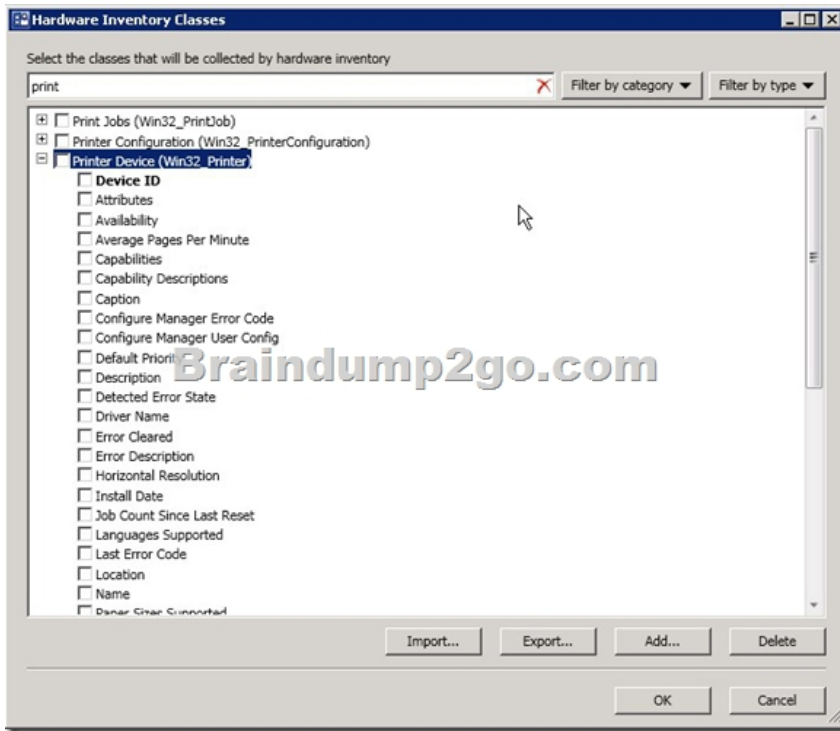 Hardware Inventory Classes
Select the classes that will be collected by hardware inventory
print
Filter by category
Filter by type
Print Jobs (Win32_PrintJob)
Printer Configuration (Win32_PrinterConfiguration)
Printer Device (Win32_Printer)
Device ID
Attributes
Availability
Average Pages Per Minute
Capabilities
Capability Descriptions
Caption
Configure Manager Error Code
Configure Manager User Config
Default Priority
Braindump2go.com
Description
Detected Error State
Driver Name
Error Cleared
Error Description
Horizontal Resolution
Install Date
Job Count Since Last Reset
Languages Supported
Last Error Code
Location
Name
Paper Sizes Supported
Import... Export... Add... Delete
OK Cancel